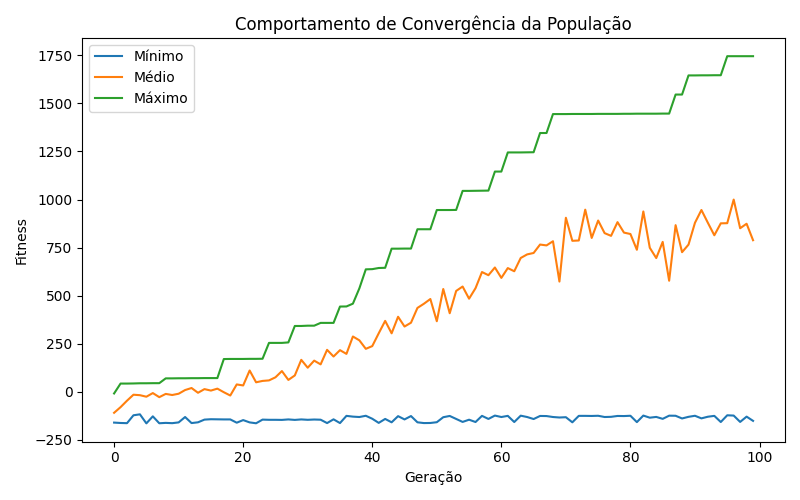 Comportamento de Convergência da População
Mínimo
Médio
Máximo
1750
1500
1250
1000
750
500
250
0
−250
Fitness
0 20 40 60 80 100
Geração